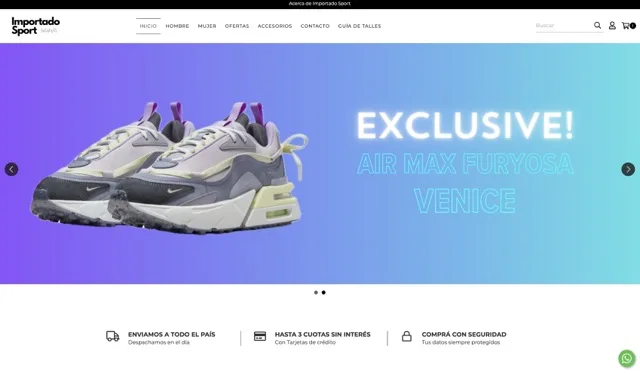 Acerca de Importado Sport
Importado
Sport
INICIO HOMBRE MUJER OFERTAS ACCESORIOS CONTACTO GUÍA DE TALLES
Buscar
0
EXCLUSIVE!
AIR MAX FURYOSA
VENICE
ENVIAMOS A TODO EL PAÍS
Despachamos en el día
HASTA 3 CUOTAS SIN INTERÉS
Con Tarjetas de crédito
COMPRÁ CON SEGURIDAD
Tus datos siempre protegidos